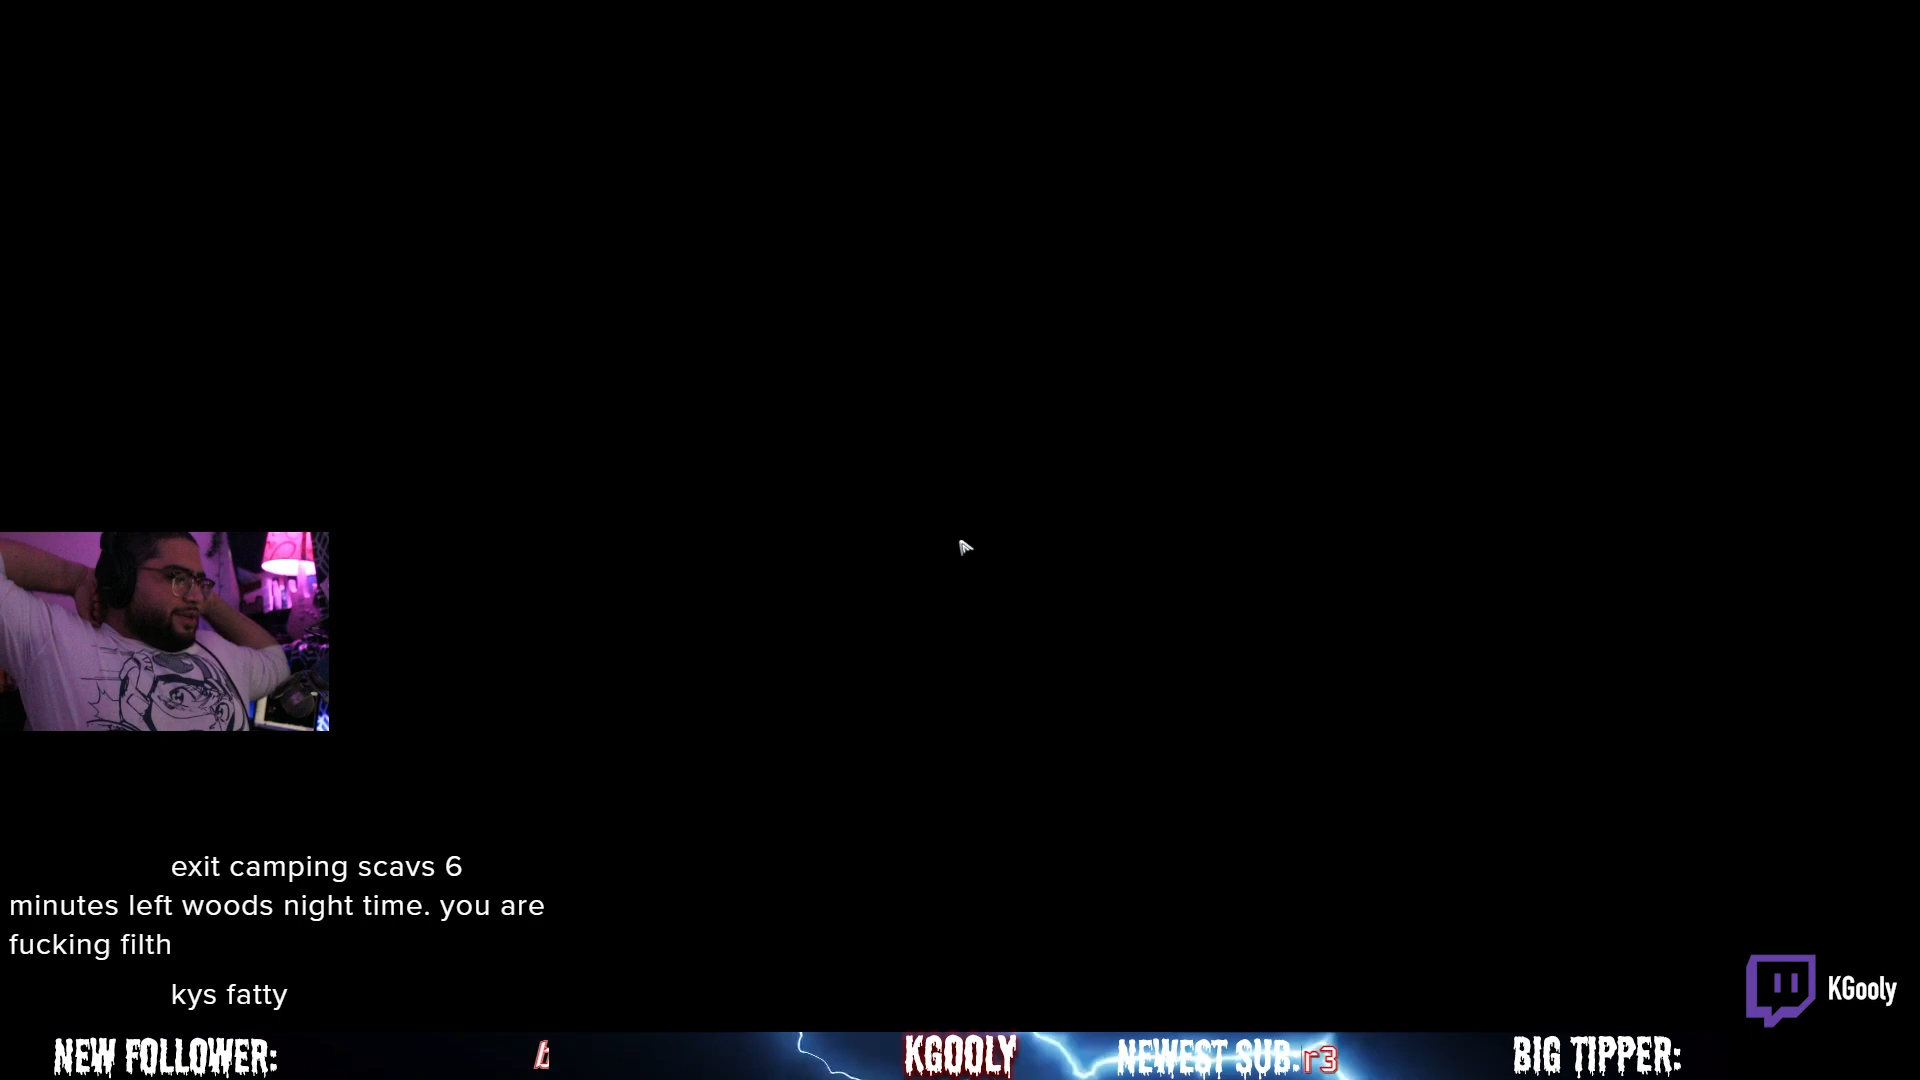 exit camping scavs 6
minutes left woods night time. you are
fucking filth
kys fatty
KGooly
NEW FOLLOWER:
KGOOLY
NEWEST SUB:
r3
BIG TIPPER: